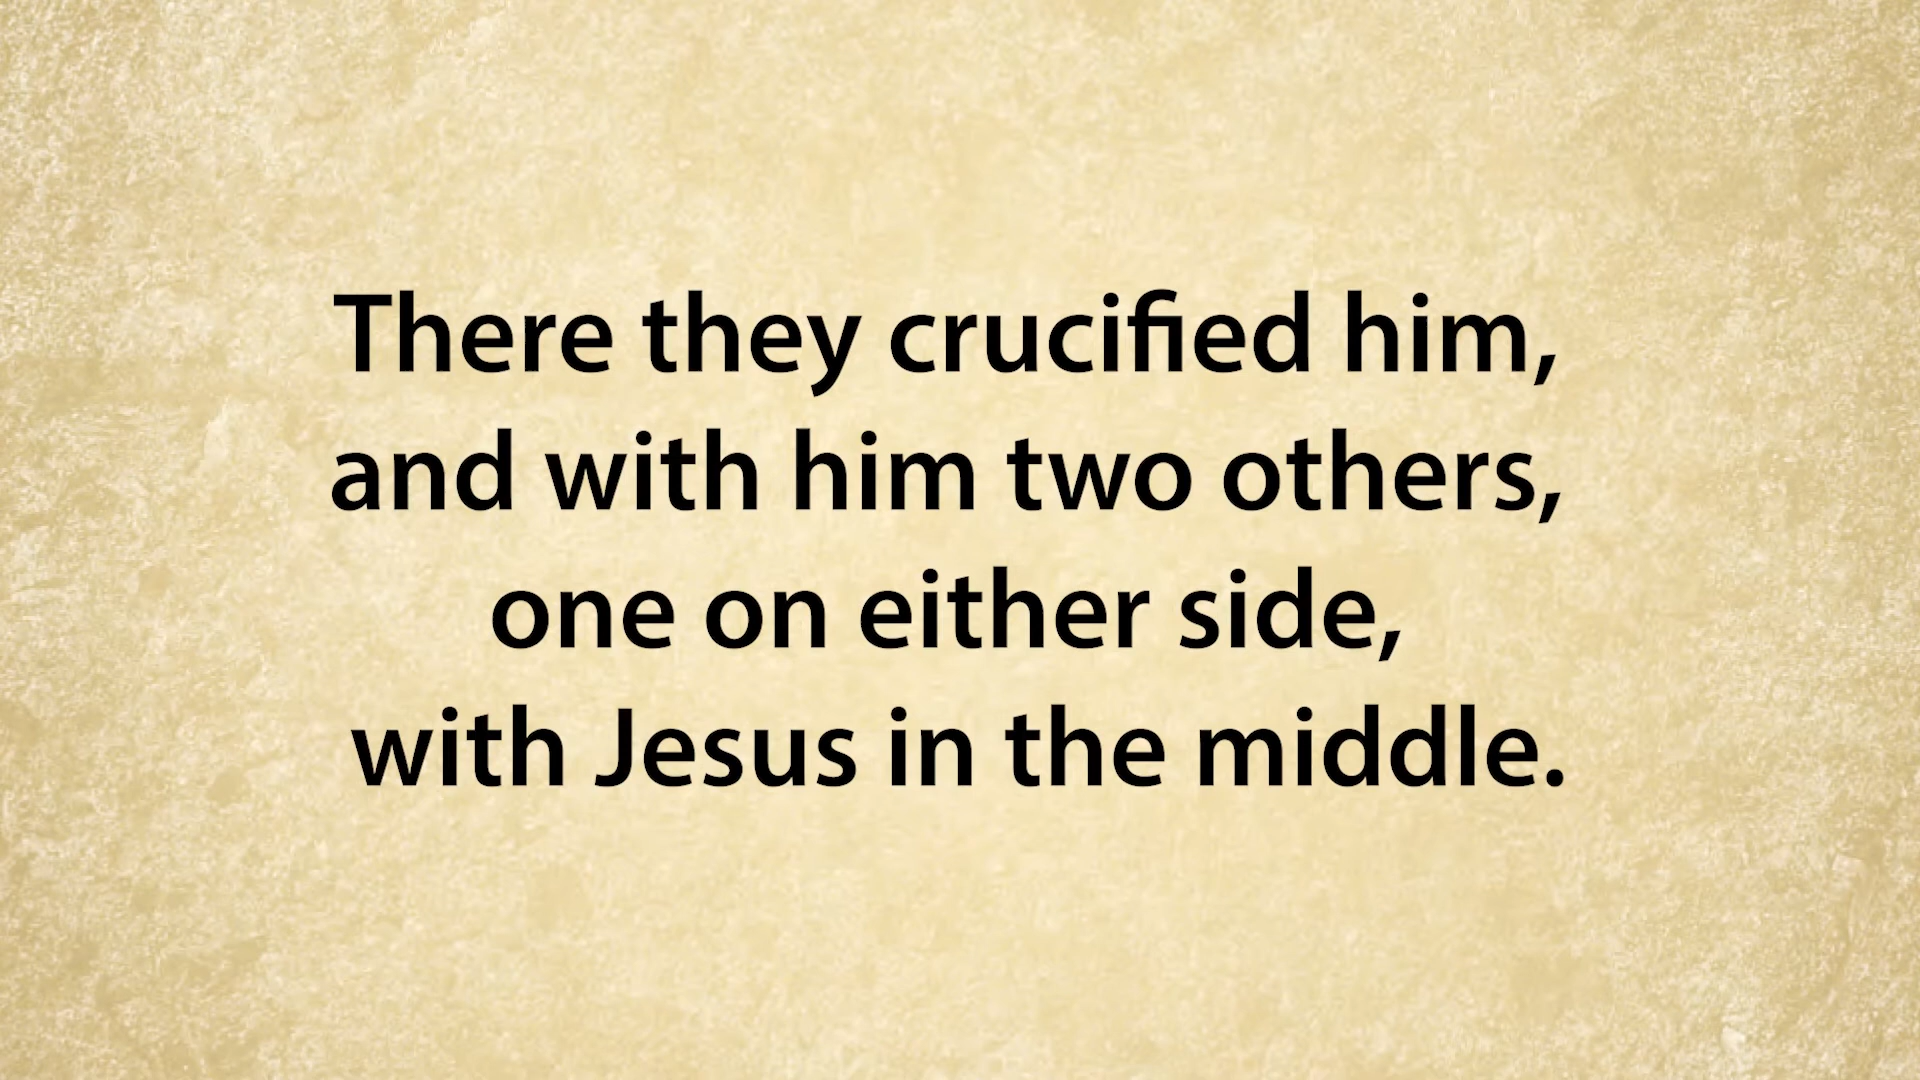 There they crucified him,
and with him two others,
one on either side,
with Jesus in the middle.